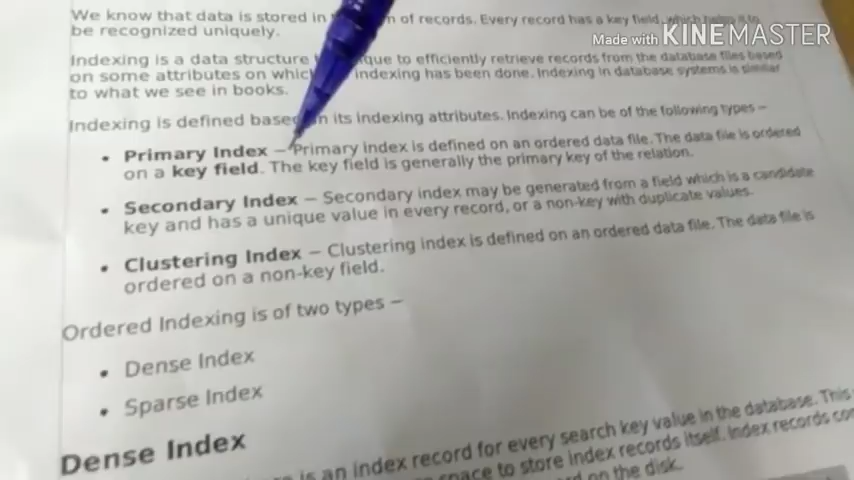 We know that data is stored in n of records. Every record has a key field, which helps it to
Made with KINEMASTER
be recognized uniquely.
Indexing is a data structure que to efficiently retrieve records from the database files based
on some attributes on which indexing has been done. Indexing in database systems is similar
to what we see in books.
Indexing is defined based on its indexing attributes. Indexing can be of the following types −
• Primary Index − Primary index is defined on an ordered data file. The data file is ordered
on a key field. The key field is generally the primary key of the relation.
• Secondary Index − Secondary index may be generated from a field which is a candidate
key and has a unique value in every record, or a non-key with duplicate values.
• Clustering Index − Clustering index is defined on an ordered data file. The data file is
ordered on a non-key field.
Ordered Indexing is of two types −
• Dense Index
• Sparse Index
Dense Index
is an index record for every search key value in the database. This
space to store index records itself. Index records
on the disk.